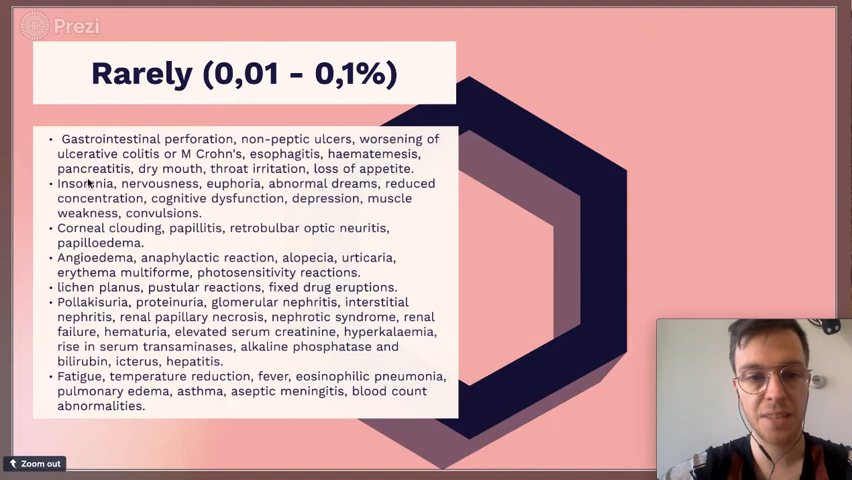 Prezi
Rarely (0,01 - 0,1%)
• Gastrointestinal perforation, non-peptic ulcers, worsening of
ulcerative colitis or M Crohn's, esophagitis, haematemesis,
pancreatitis, dry mouth, throat irritation, loss of appetite.
• Insomnia, nervousness, euphoria, abnormal dreams, reduced
concentration, cognitive dysfunction, depression, muscle
weakness, convulsions.
• Corneal clouding, papillitis, retrobulbar optic neuritis,
papilloedema.
• Angioedema, anaphylactic reaction, alopecia, urticaria,
erythema multiforme, photosensitivity reactions.
• lichen planus, pustular reactions, fixed drug eruptions.
• Pollakisuria, proteinuria, glomerular nephritis, interstitial
nephritis, renal papillary necrosis, nephrotic syndrome, renal
failure, hematuria, elevated serum creatinine, hyperkalaemia,
rise in serum transaminases, alkaline phosphatase and
bilirubin, icterus, hepatitis.
• Fatigue, temperature reduction, fever, eosinophilic pneumonia,
pulmonary edema, asthma, aseptic meningitis, blood count
abnormalities.
Zoom out